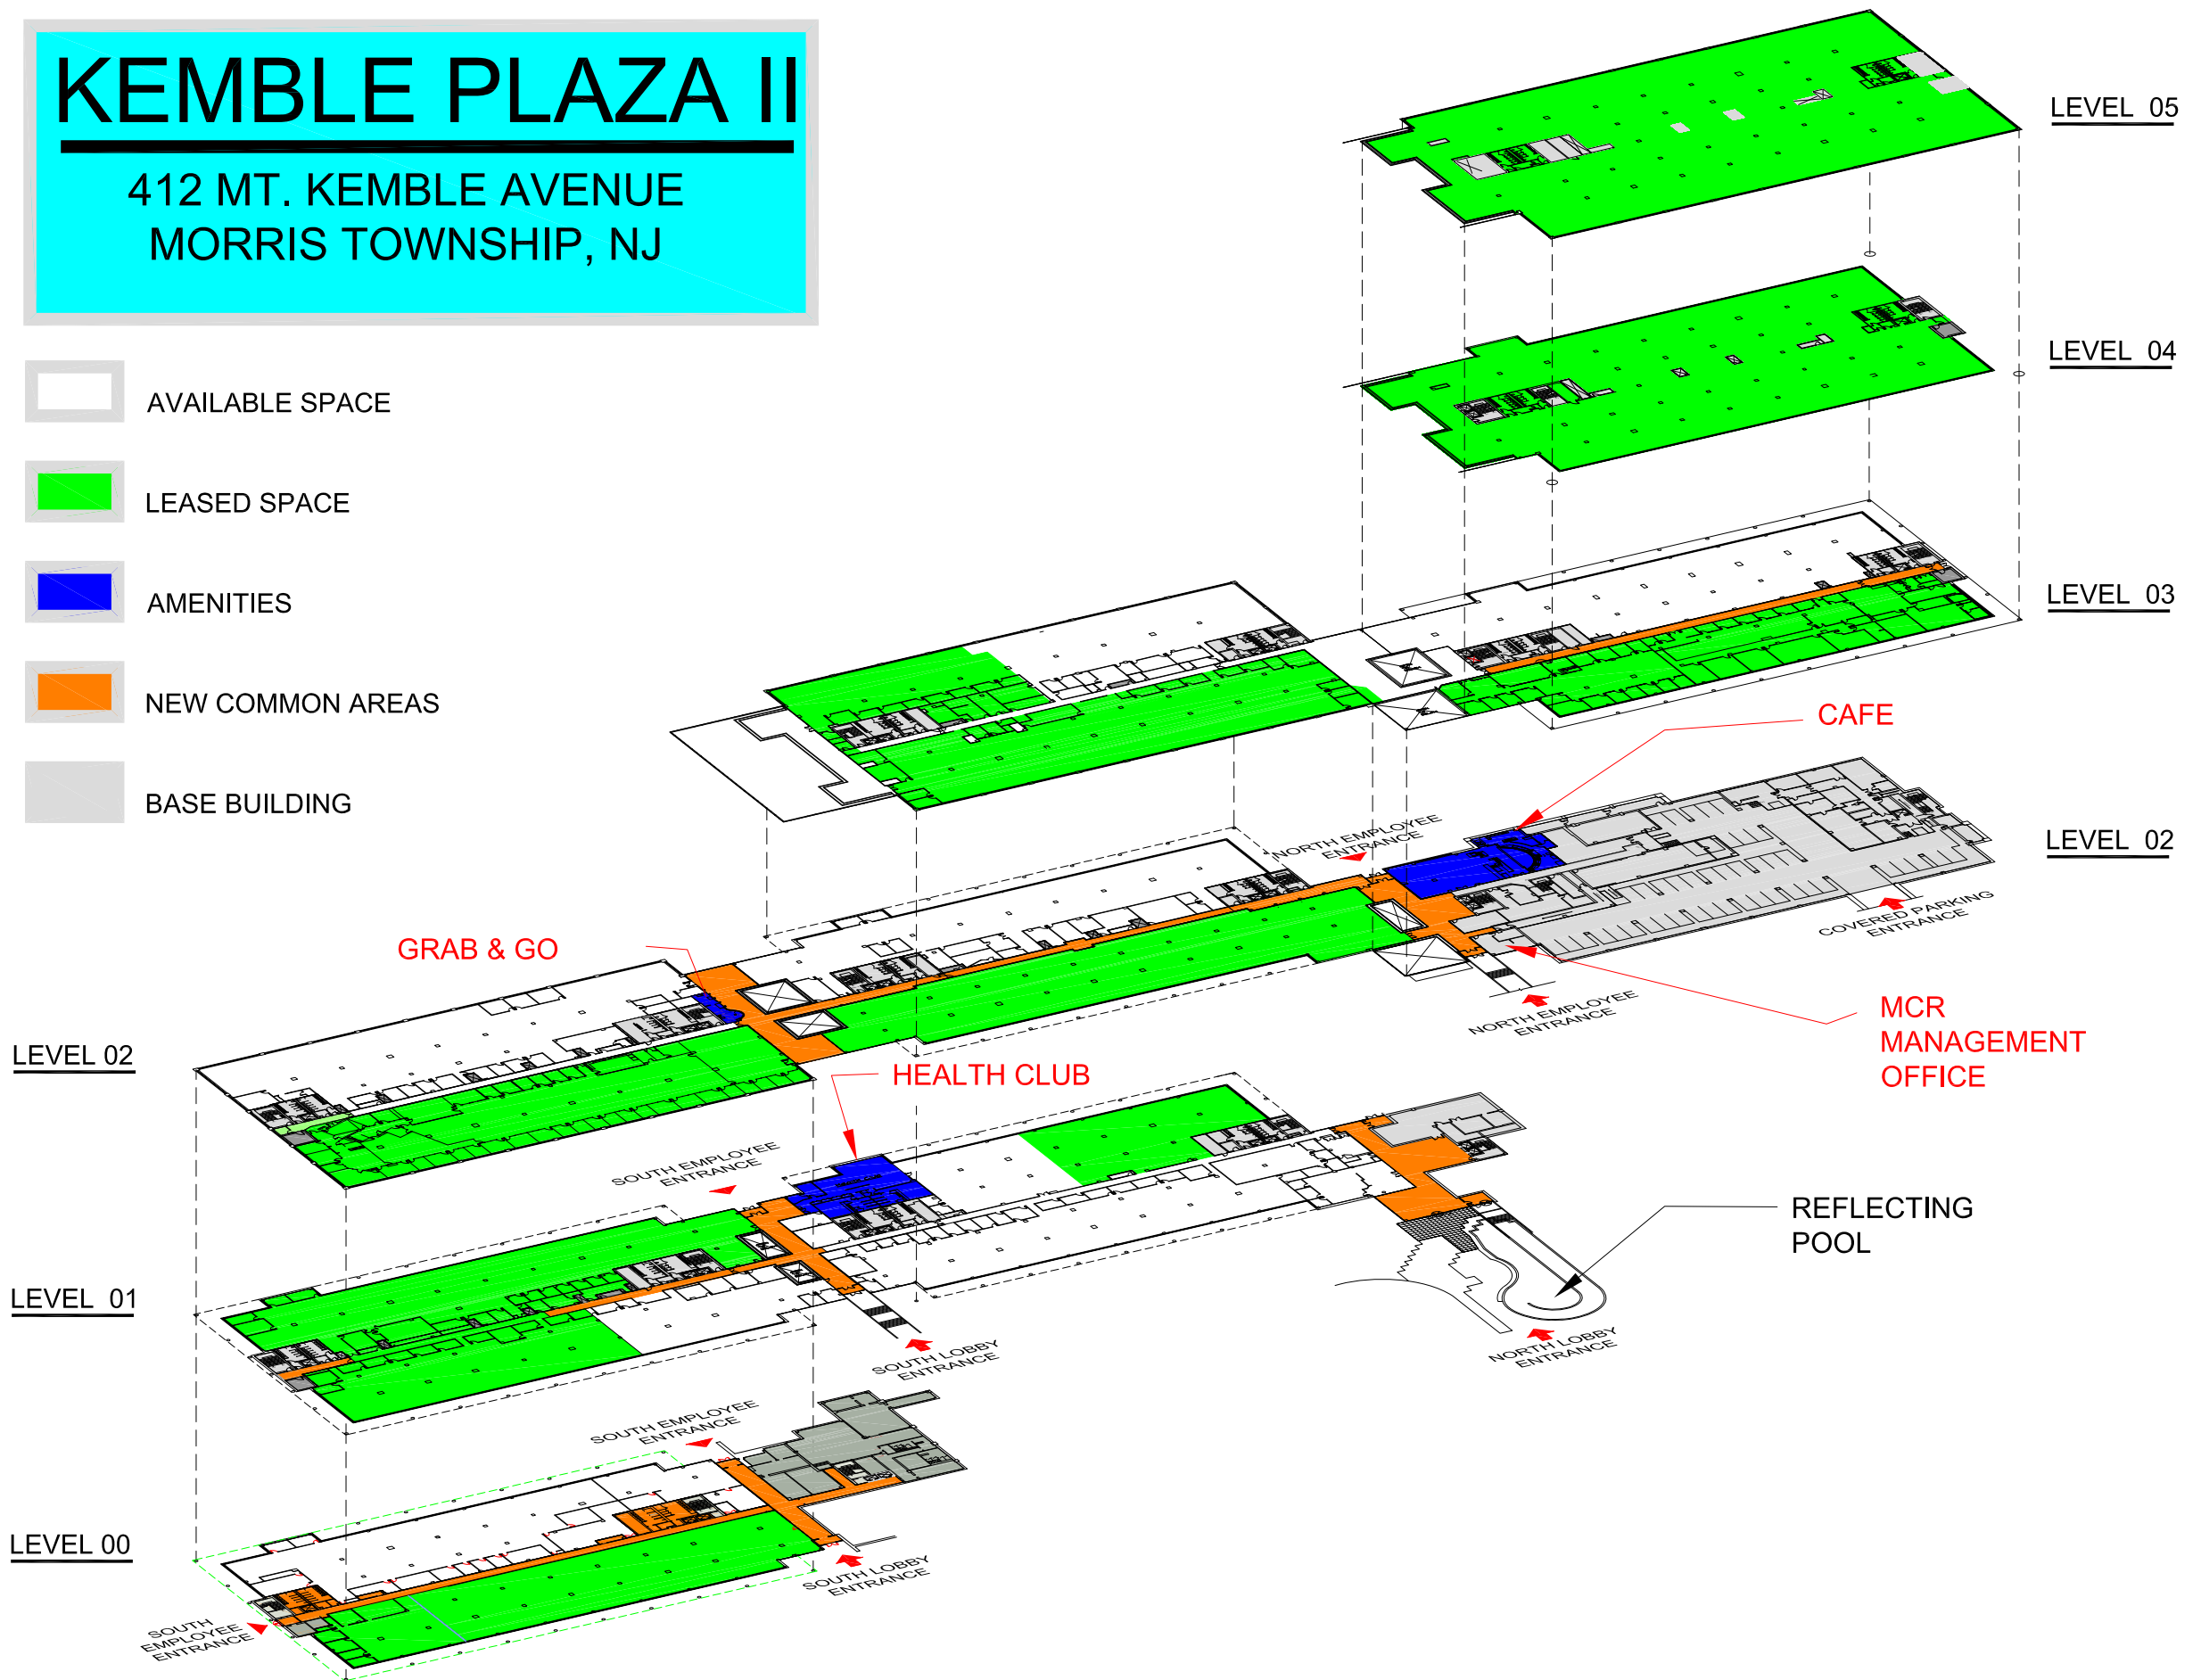 KEMBLE PLAZA II
412 MT. KEMBLE AVENUE
MORRIS TOWNSHIP, NJ
AVAILABLE SPACE
LEASED SPACE
AMENITIES
NEW COMMON AREAS
BASE BUILDING
LEVEL 05
LEVEL 04
LEVEL 03
CAFE
LEVEL 02
NORTH EMPLOYEE
ENTRANCE
COVERED PARKING
ENTRANCE
GRAB & GO
NORTH EMPLOYEE
ENTRANCE
MCR
MANAGEMENT
OFFICE
LEVEL 02
HEALTH CLUB
SOUTH EMPLOYEE
ENTRANCE
REFLECTING
POOL
LEVEL 01
SOUTH LOBBY
ENTRANCE
NORTH LOBBY
ENTRANCE
SOUTH EMPLOYEE
ENTRANCE
LEVEL 00
SOUTH LOBBY
ENTRANCE
SOUTH
EMPLOYEE
ENTRANCE